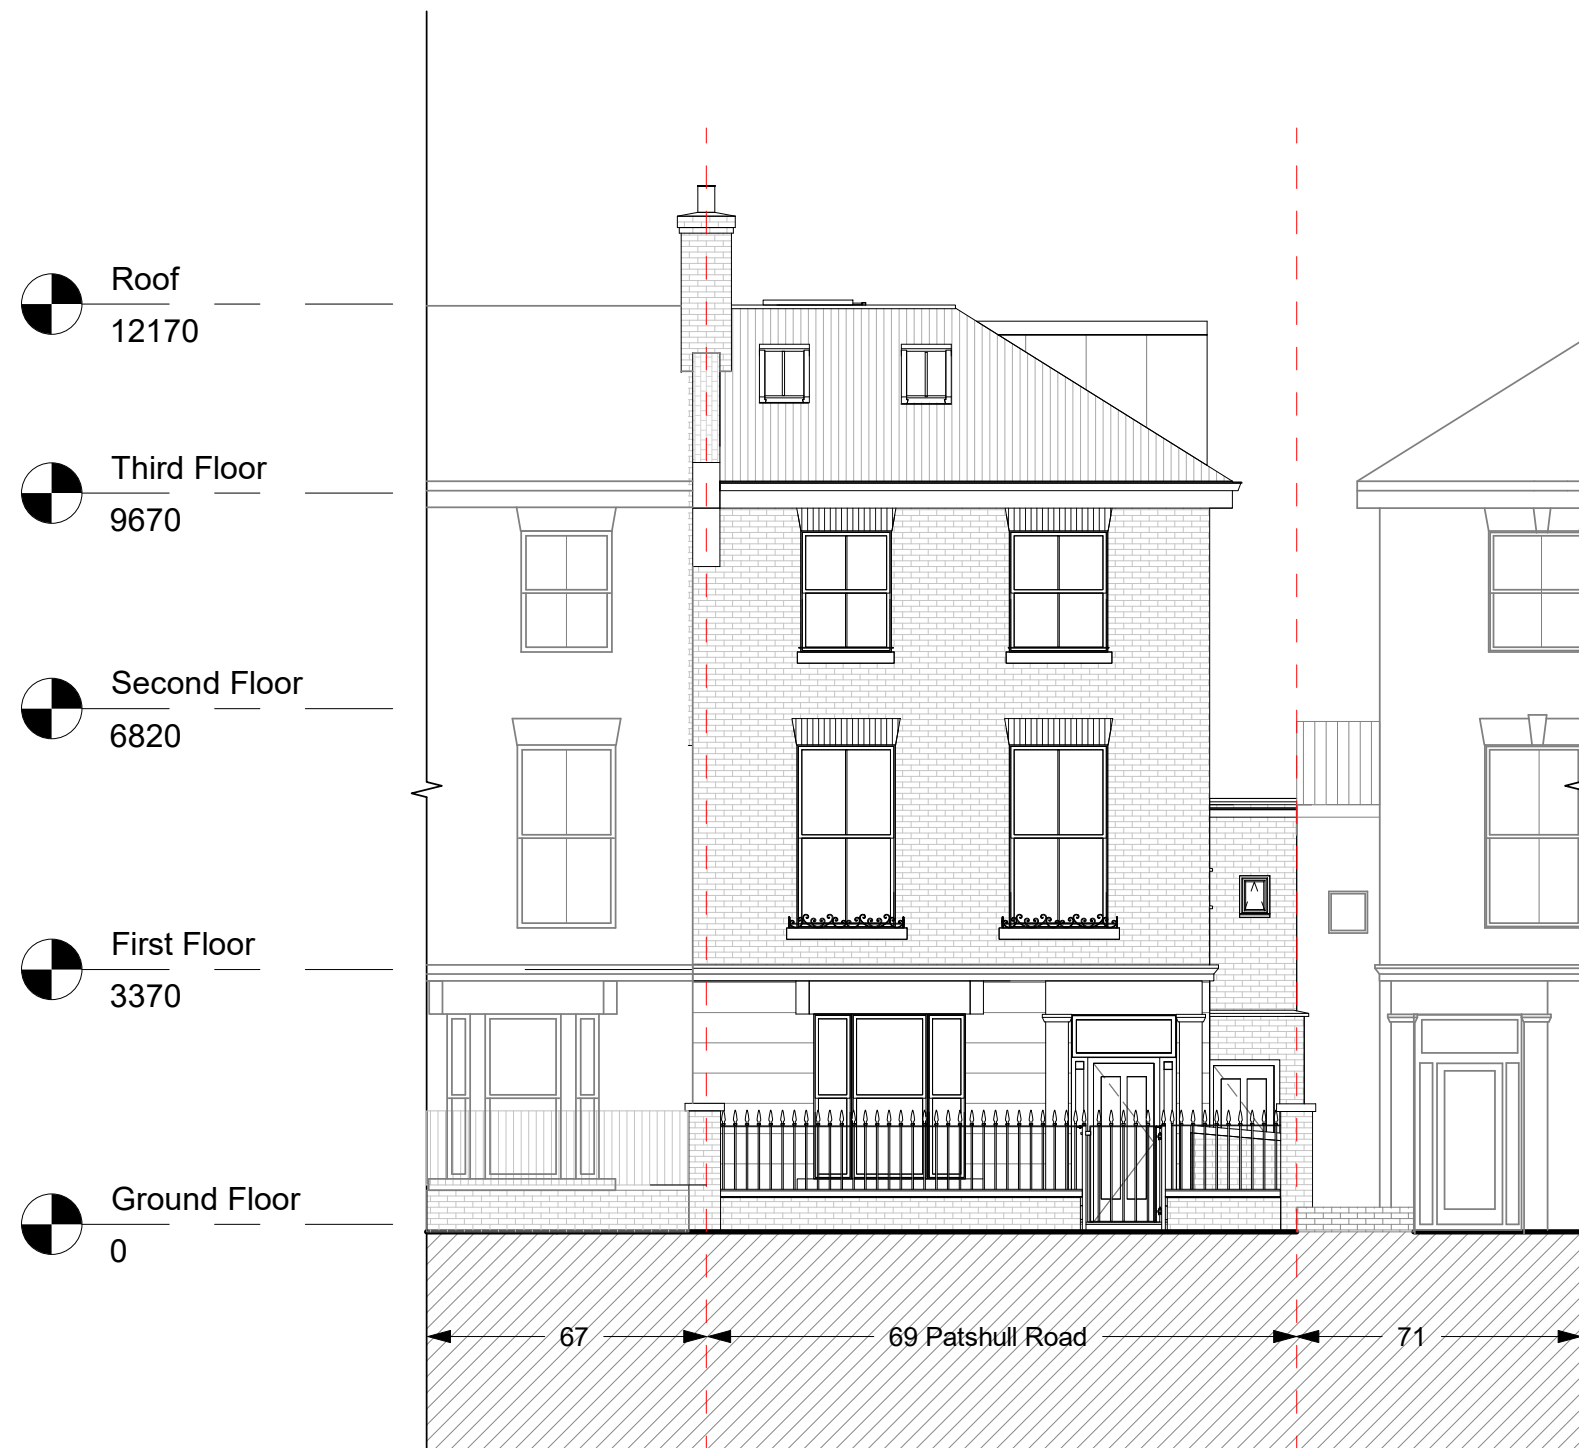 Roof
12170
Third Floor
9670
Second Floor
6820
First Floor
3370
Ground Floor
0
67
69 Patshull Road
71